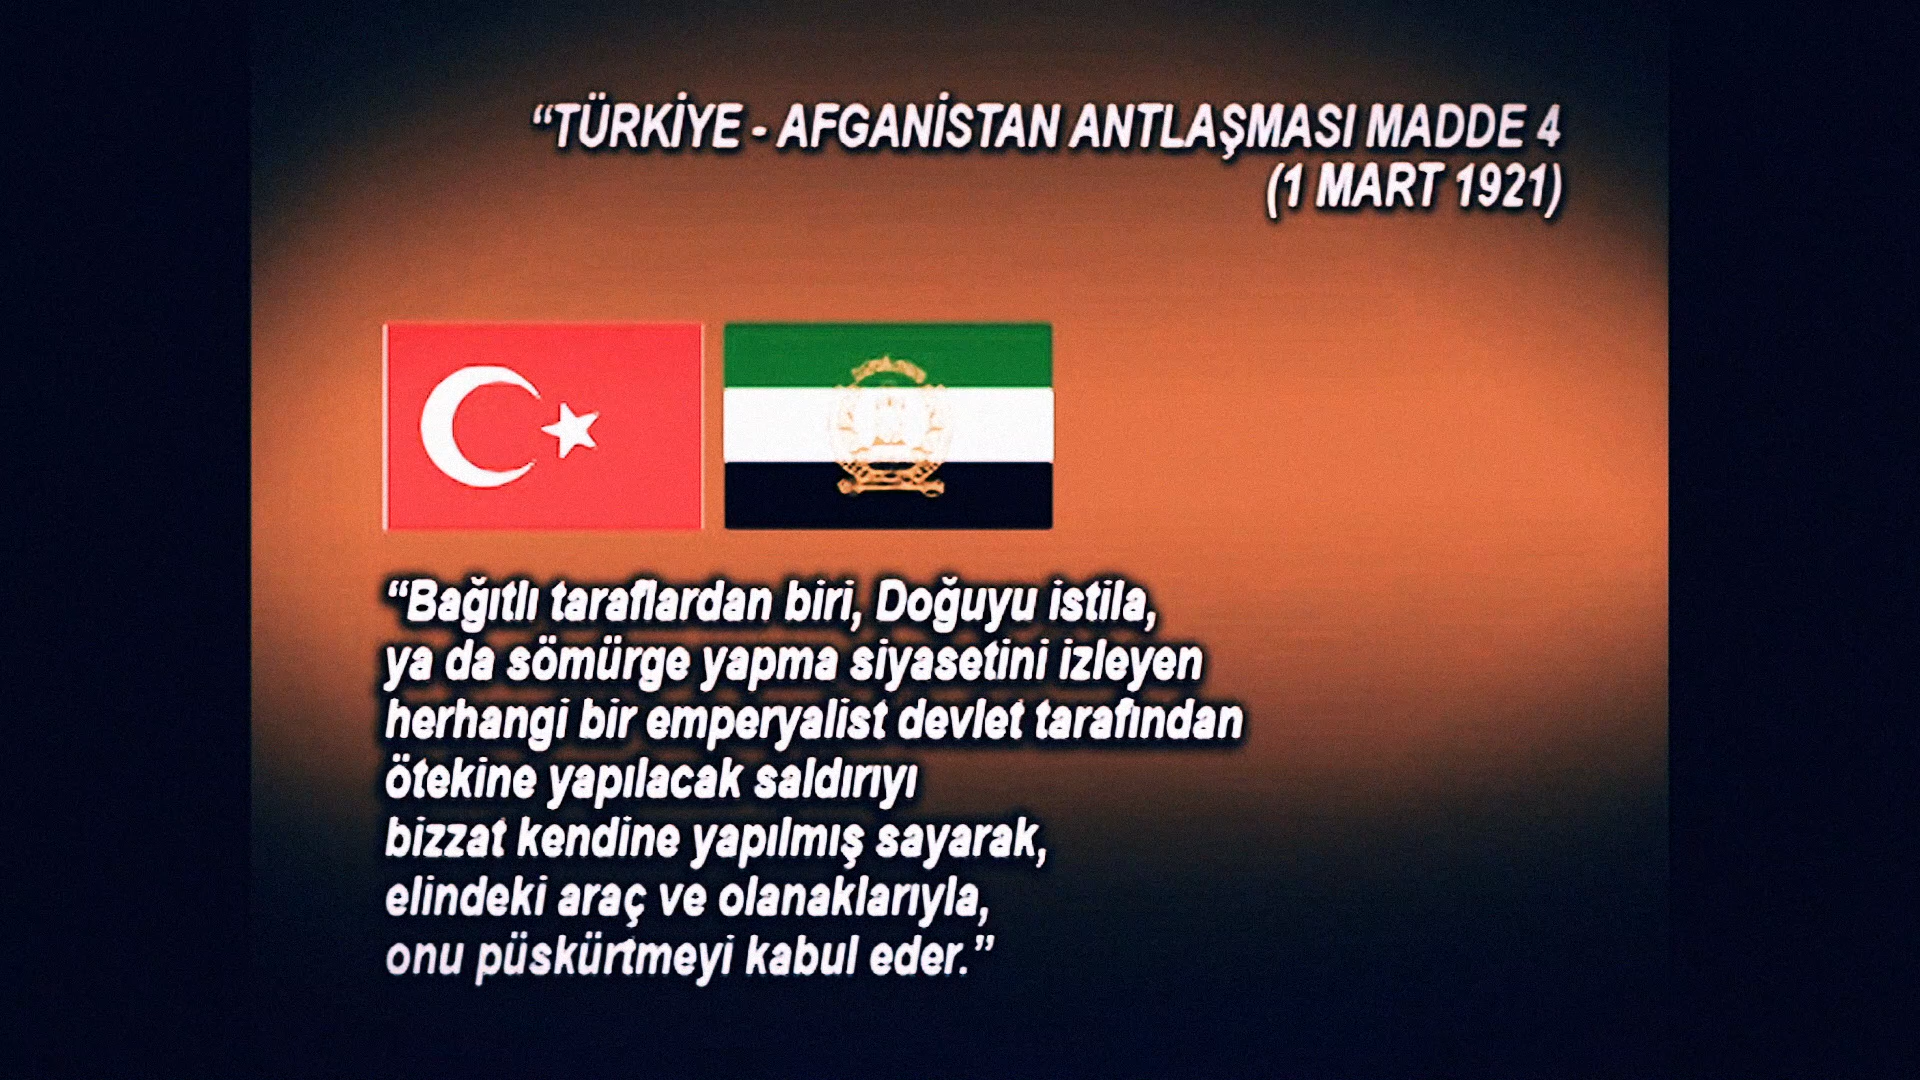 “TÜRKİYE - AFGANİSTAN ANTLAŞMASI MADDE 4
(1 MART 1921)
“Bağıtlı taraflardan biri, Doğuyu istila,
ya da sömürge yapma siyasetini izleyen
herhangi bir emperyalist devlet tarafından
ötekine yapılacak saldırıyı
bizzat kendine yapılmış sayarak,
elindeki araç ve olanaklarıyla,
onu püskürtmeyi kabul eder.”